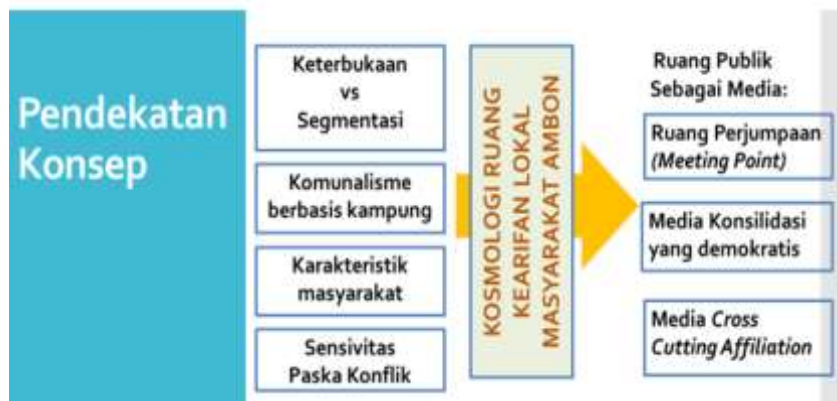 Pendekatan
Konsep
Keterbukaan
vs
Segmentasi
Komunalisme
berbasis kampung
Karakteristik
masyarakat
Sensivitas
Paska Konflik
KOSMOLOGI RUANG
KEARIFAN LOKAL
MASYARAKAT AMBON
Ruang Publik
Sebagai Media:
Ruang Perjumpaan
(Meeting Point)
Media Konsilidasi
yang demokratis
Media Cross
Cutting Affiliation